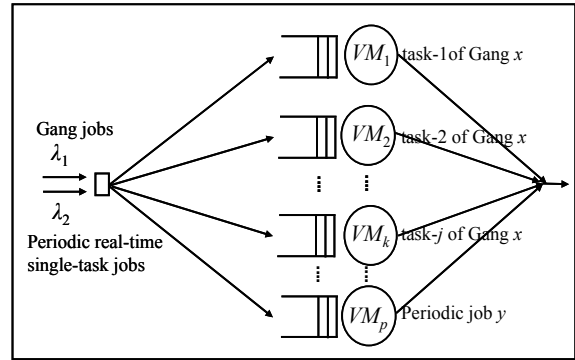 Gang jobs
λ1
λ2
Periodic real-time
single-task jobs
VM1 task-1of Gang x
VM2 task-2 of Gang x
VMk task-j of Gang x
VMp Periodic job y